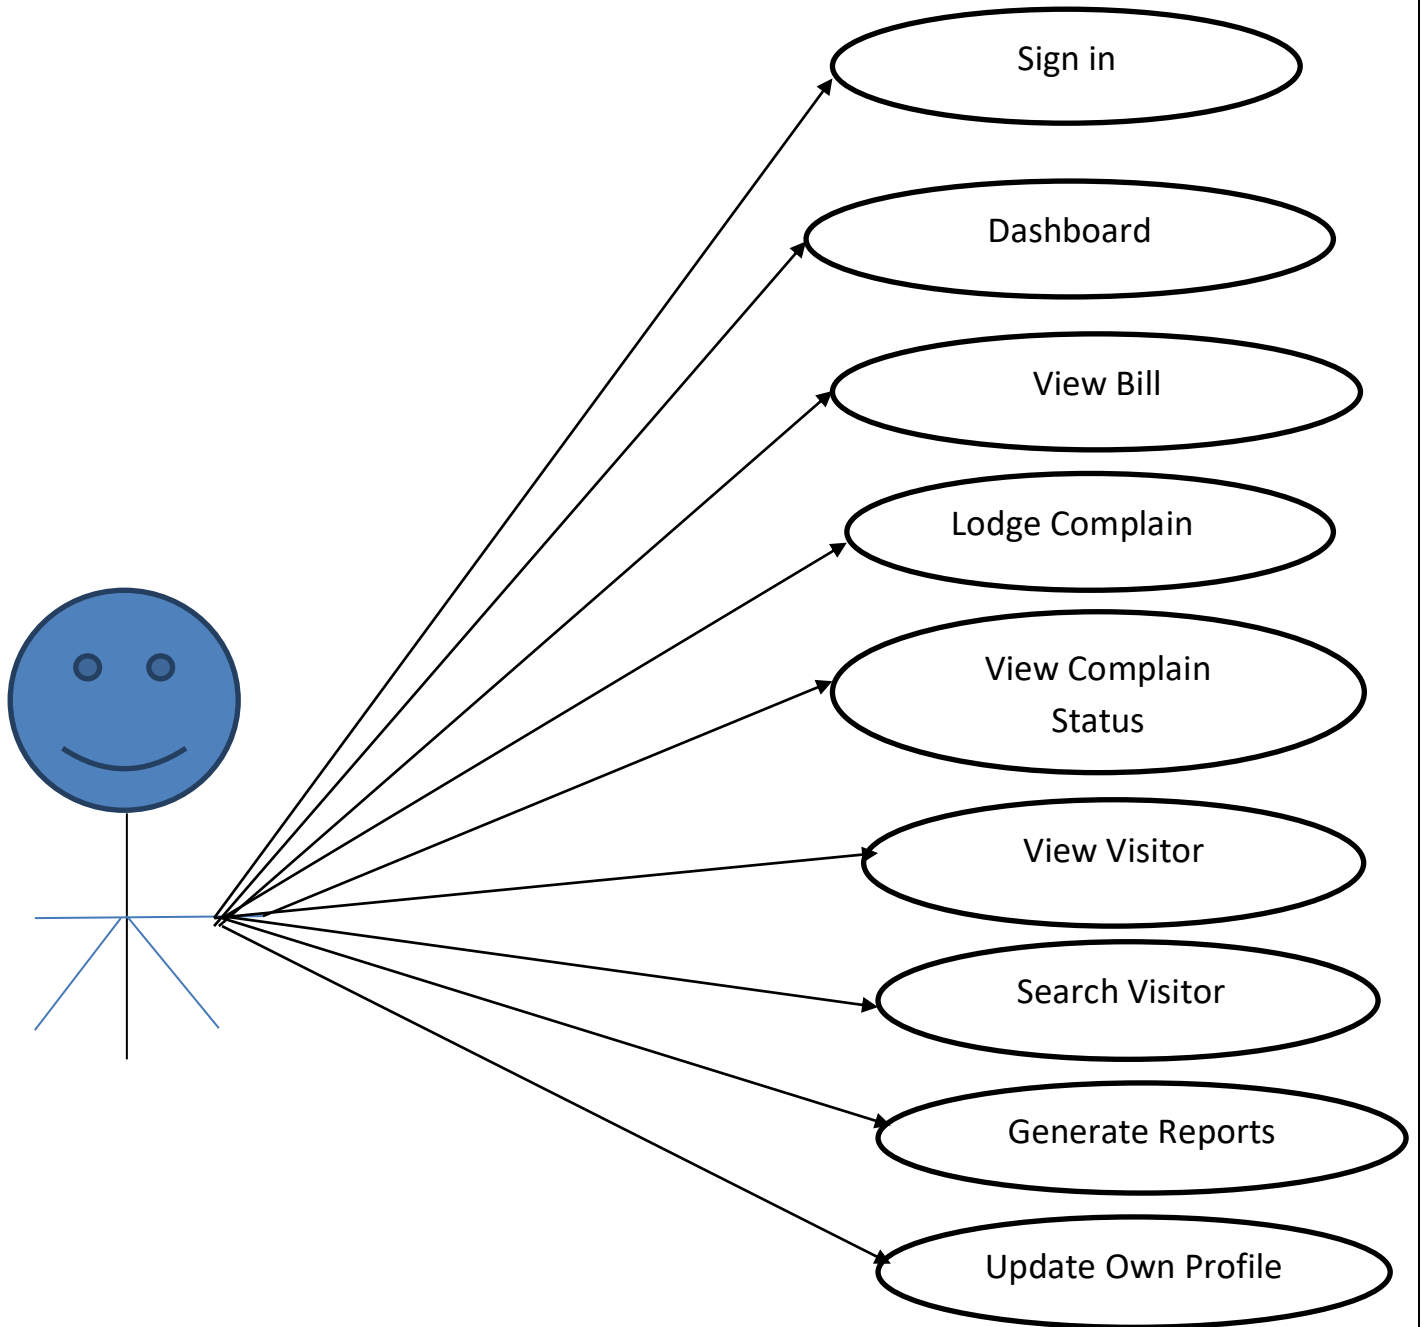 Sign in
Dashboard
View Bill
Lodge Complain
View Complain
Status
View Visitor
Search Visitor
Generate Reports
Update Own Profile